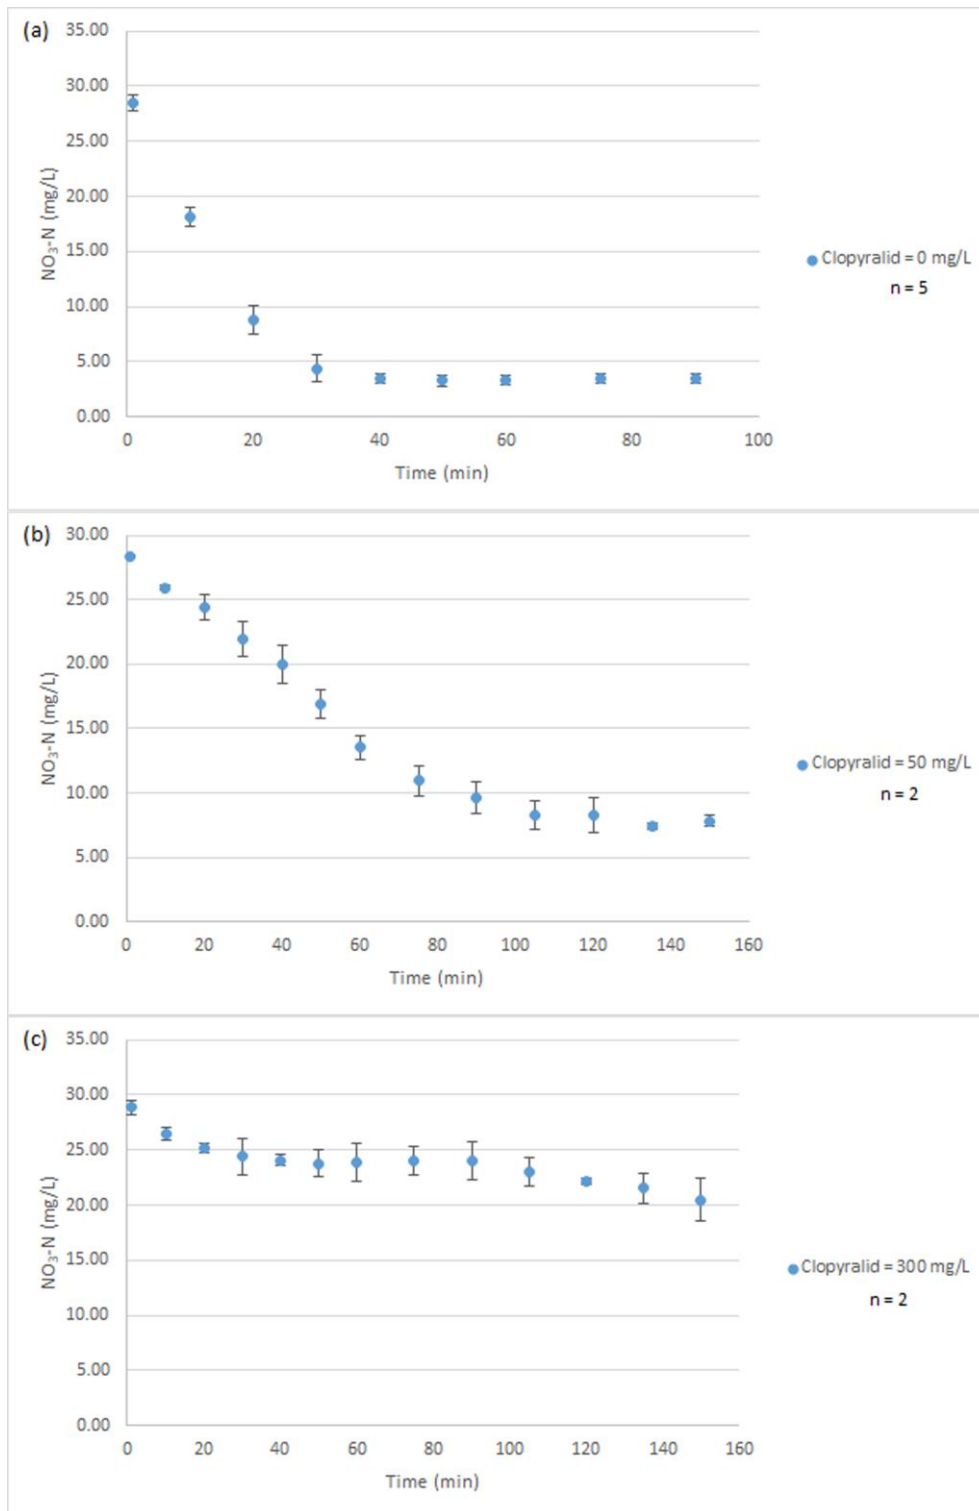 (a)
35.00
30.00
25.00
20.00
15.00
10.00
5.00
0.00
NO₃-N (mg/L)
0 20 40 60 80 100
Time (min)
Clopyralid = 0 mg/L
n = 5
(b)
30.00
25.00
20.00
15.00
10.00
5.00
0.00
NO₃-N (mg/L)
0 20 40 60 80 100 120 140 160
Time (min)
Clopyralid = 50 mg/L
n = 2
(c)
35.00
30.00
25.00
20.00
15.00
10.00
5.00
0.00
NO₃-N (mg/L)
0 20 40 60 80 100 120 140 160
Time (min)
Clopyralid = 300 mg/L
n = 2